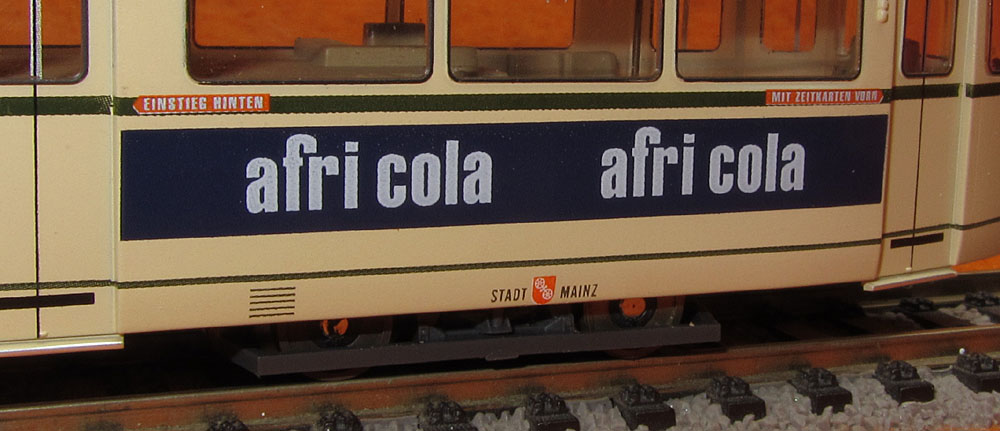 EINSTIEG HINTEN
MIT ZEITKARTEN VORN
afri cola afri cola
STADT MAINZ